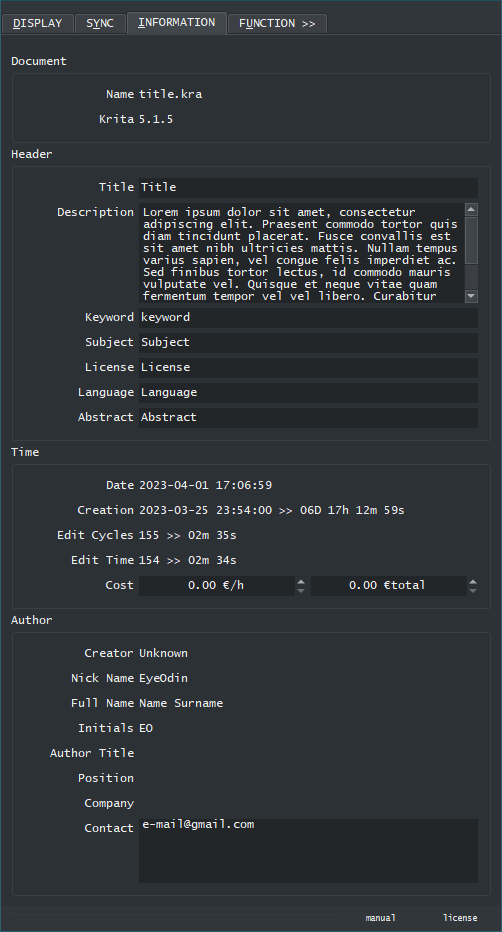 DISPLAY SYNC INFORMATION FUNCTION >>
Document
Name title.kra
Krita 5.1.5
Header
Title Title
Description Lorem ipsum dolor sit amet, consectetur
adipiscing elit. Praesent commodo tortor quis
diam tincidunt placerat. Fusce convallis est
sit amet nibh ultricies mattis. Nullam tempus
varius sapien, vel congue felis imperdiet ac.
Sed finibus tortor lectus, id commodo mauris
vulputate vel. Quisque et neque vitae quam
fermentum tempor vel vel libero. Curabitur
Keyword keyword
Subject Subject
License License
Language Language
Abstract Abstract
Time
Date 2023-04-01 17:06:59
Creation 2023-03-25 23:54:00 >> 06D 17h 12m 59s
Edit Cycles 155 >> 02m 35s
Edit Time 154 >> 02m 34s
Cost 0.00 €/h 0.00 €total
Author
Creator Unknown
Nick Name EyeOdin
Full Name Name Surname
Initials EO
Author Title
Position
Company
Contact e-mail@gmail.com
manual license